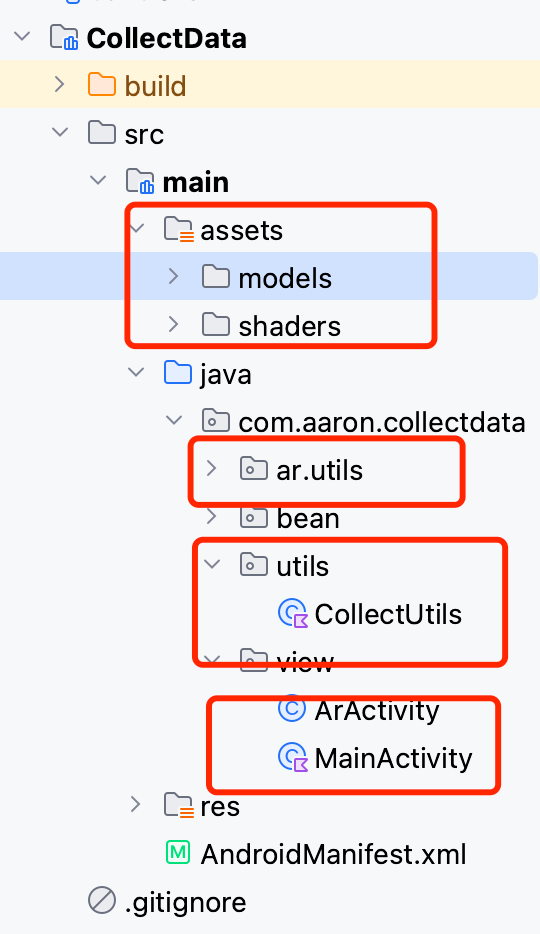 CollectData
build
src
main
assets
models
shaders
java
com.aaron.collectdata
ar.utils
bean
utils
CollectUtils
view
ArActivity
MainActivity
res
AndroidManifest.xml
.gitignore